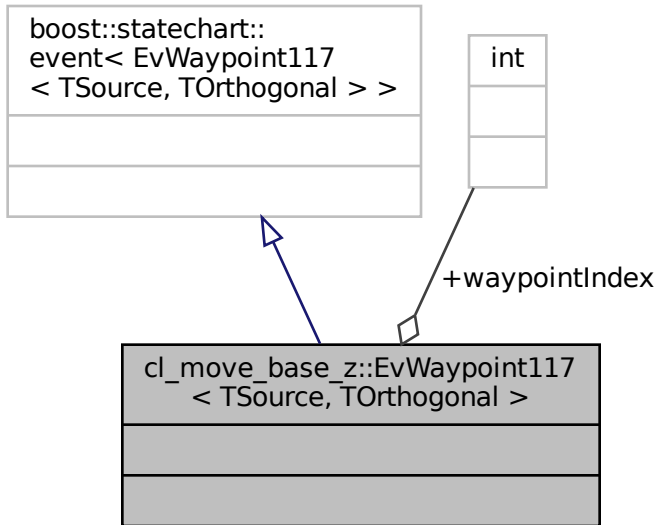 boost::statechart::
event< EvWaypoint117
< TSource, TOrthogonal > >
int
+waypointIndex
cl_move_base_z::EvWaypoint117
< TSource, TOrthogonal >